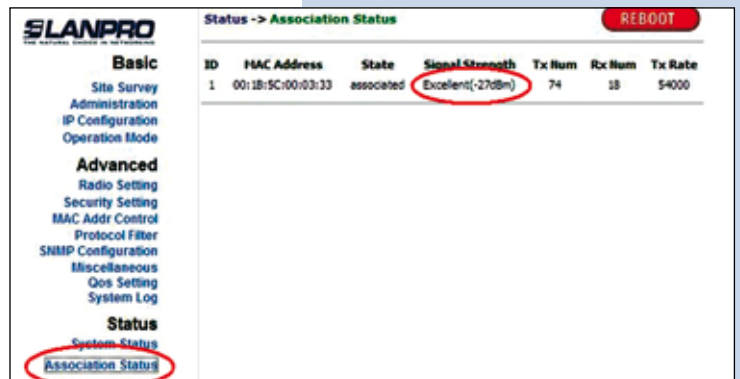 LANPRO
THE NATURAL CHOICE IN NETWORKING
Basic
Site Survey
Administration
IP Configuration
Operation Mode
Advanced
Radio Setting
Security Setting
MAC Addr Control
Protocol Filter
SNMP Configuration
Miscellaneous
Qos Setting
System Log
Status
System Status
Association Status
Status -> Association Status
REBOOT
ID MAC Address State Signal Strength Tx Num Rx Num Tx Rate
1 00:1B:5C:00:03:33 associated Excellent(-27dBm) 74 18 54000